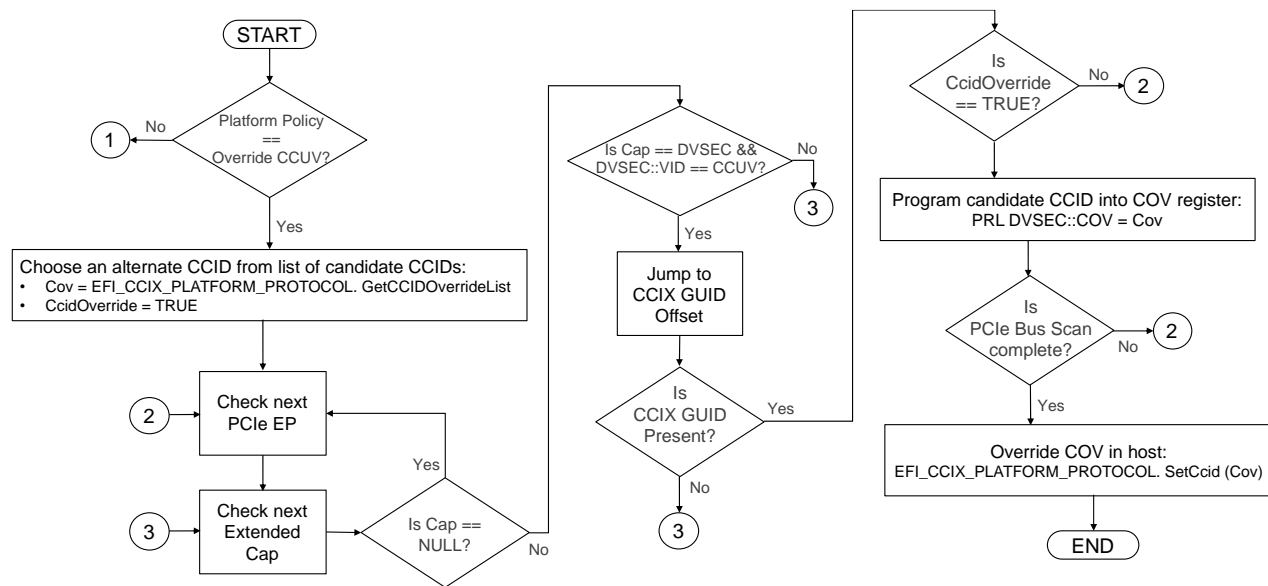 START
Platform Policy
==
Override CCUV?
No
1
Yes
Choose an alternate CCID from list of candidate CCIDs:
• Cov = EFI_CCIX_PLATFORM_PROTOCOL. GetCCIDOverrideList
• CcidOverride = TRUE
2
Check next
PCIe EP
3
Check next
Extended
Cap
Yes
Is Cap ==
NULL?
No
Is Cap == DVSEC &&
DVSEC::VID == CCUV?
No
3
Yes
Jump to
CCIX GUID
Offset
Is
CCIX GUID
Present?
Yes
No
3
Is
CcidOverride
== TRUE?
No
2
Yes
Program candidate CCID into COV register:
PRL DVSEC::COV = Cov
Is
PCIe Bus Scan
complete?
No
2
Yes
Override COV in host:
EFI_CCIX_PLATFORM_PROTOCOL. SetCcid (Cov)
END